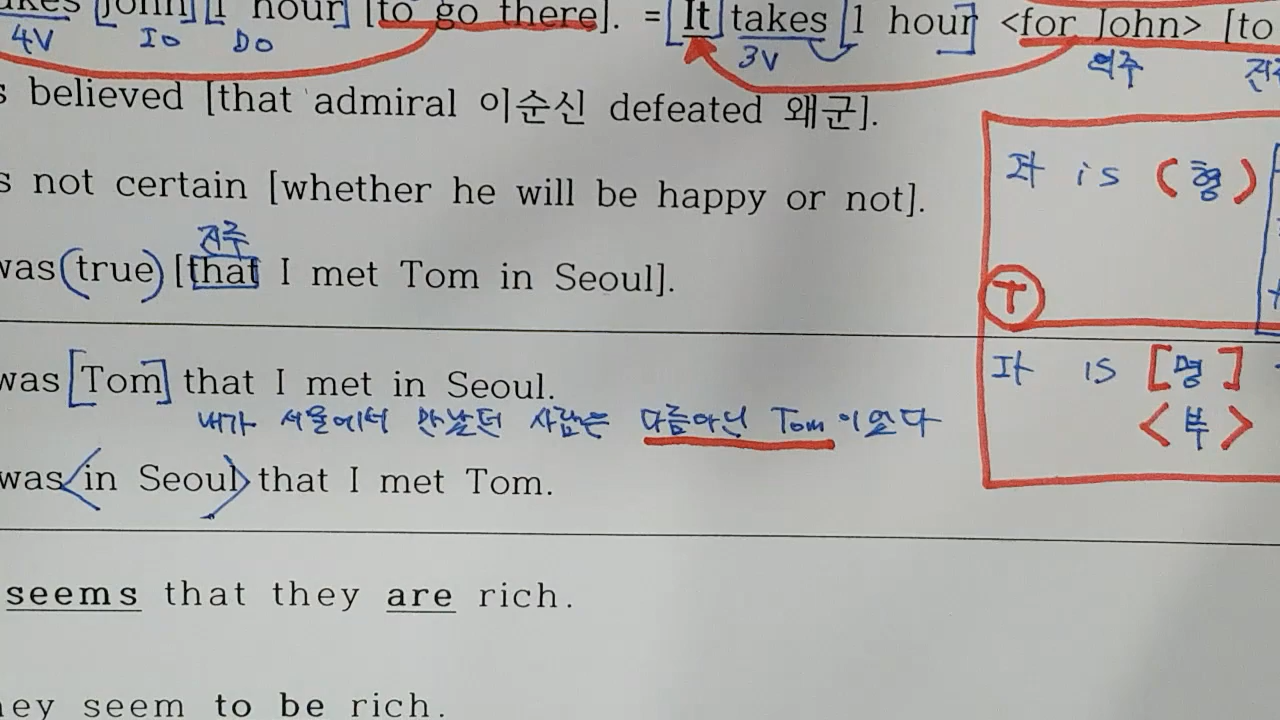 [John] [1 hour] [to go there]. = [It] takes [1 hour] <for John> [to
4V IO DO 3V 의주 진주
believed [that admiral 이순신 defeated 왜군].
It is (형)
not certain [whether he will be happy or not].
진주
was (true) [that I met Tom in Seoul].
T
was [Tom] that I met in Seoul.
It is [명]
내가 서울에서 만났던 사람은 다름아닌 Tom이었다
<부>
was <in Seoul> that I met Tom.
seems that they are rich.
seem to be rich.